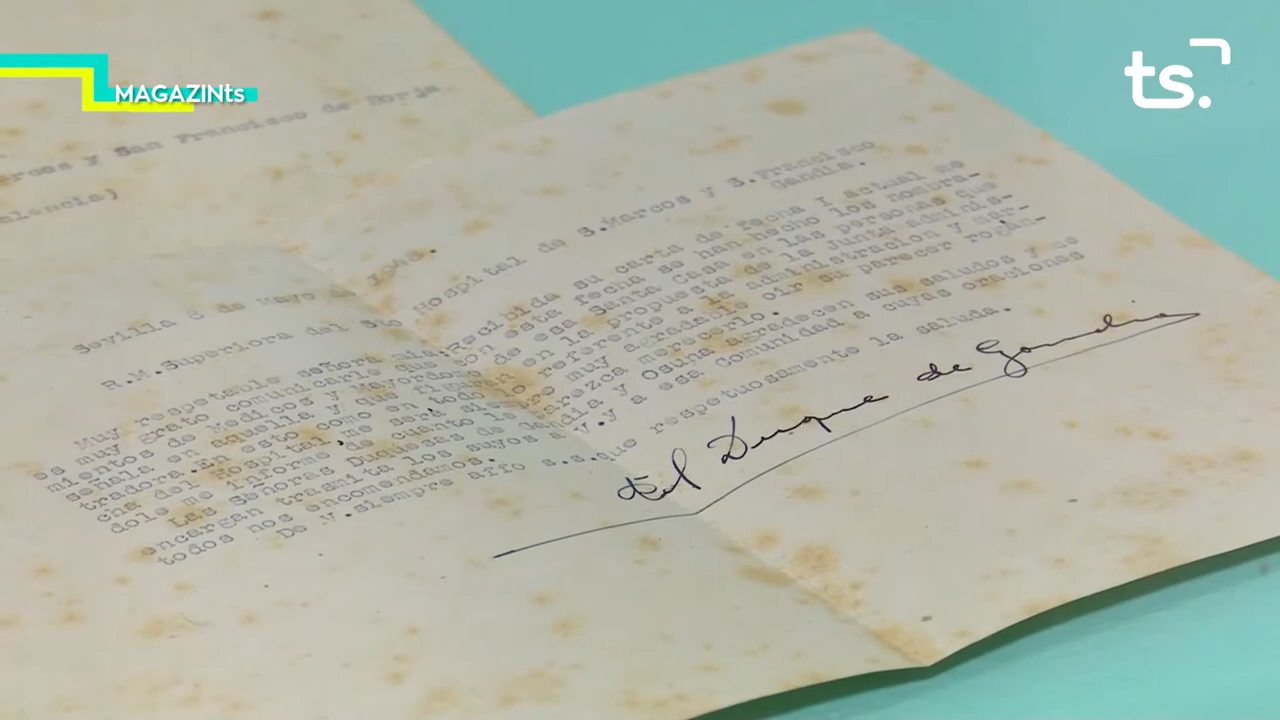 MAGAZINts
ts.
arcos y San Francisco de Borja
alencia)
Sevilla 8 de Mayo de
R.M.Superiora del Sto Hospital de S.Marcos y S.Francisco
Gandia.
Muy respetable señora mia:Recibida su carta de fecha I actual me
es muy grato comunicarle que con esta fecha se han hecho los nombra-
mientos de Medicos y Mayordomo de esa Santa Casa en las personas que
señala en aquella y que figuran en la propuesta de la Junta adminis-
tradora.En esto como en todo lo referente a la administracion y mar-
cha del Hospital,me será siempre muy agradable oir su parecer rogan-
dole me informe de cuanto le parezca merecerlo.
Las Señoras Duquesas de Gandia y Osuna agradecen sus saludos y me
encargan trasmita los suyos a V.y a esa Comunidad a cuyas oraciones
todos nos encomendamos.
De V.siempre affo s.s.que respetuosamente la saluda.
El Duque de Gandia